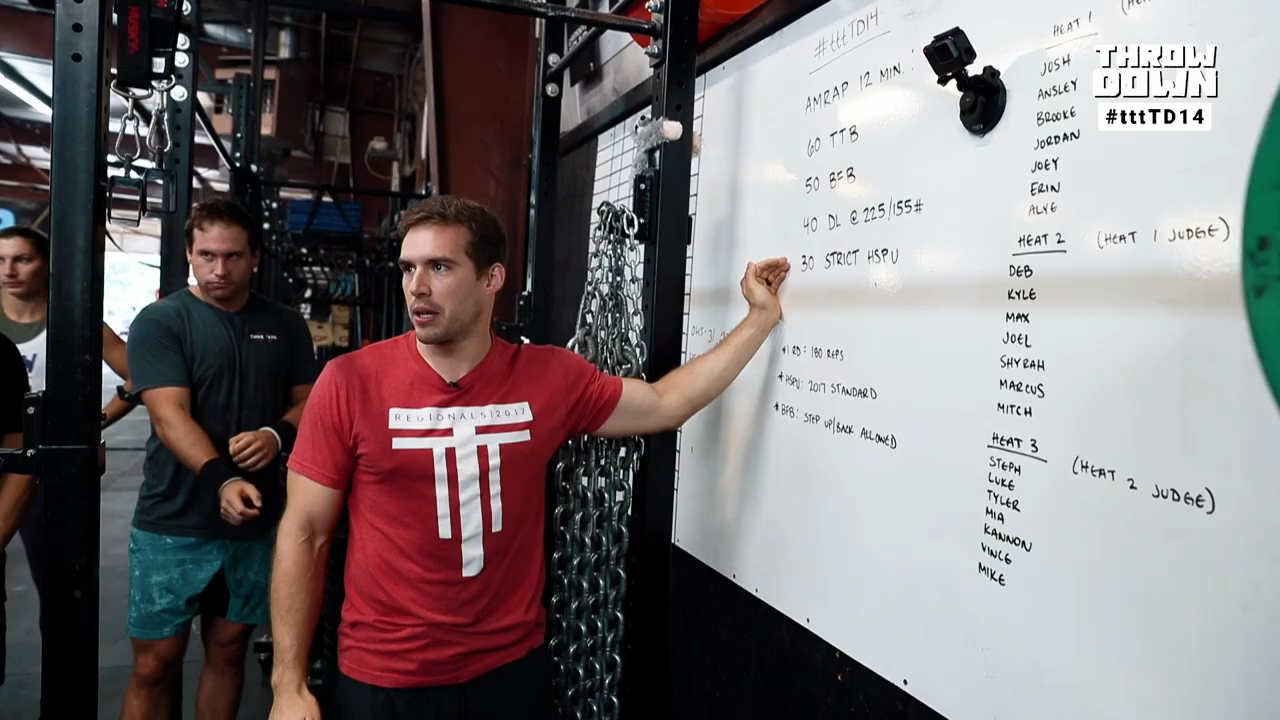 #tttTD14
AMRAP 12 MIN.
60 TTB
50 BFB
40 DL @ 225/155#
30 STRICT HSPU
*1 RD: 180 REPS
*HSPU: 2017 STANDARD
*BFB: STEP UP/BACK ALLOWED
HEAT 1
JOSH
ANSLEY
BROOKE
JORDAN
JOEY
ERIN
ALYE
HEAT 2 (HEAT 1 JUDGE)
DEB
KYLE
MAX
JOEL
SHYRAH
MARCUS
MITCH
HEAT 3 (HEAT 2 JUDGE)
STEPH
LUKE
TYLER
MIA
KANNON
VINCE
MIKE
THROW
DOWN
#tttTD14
REGIONALS|2017